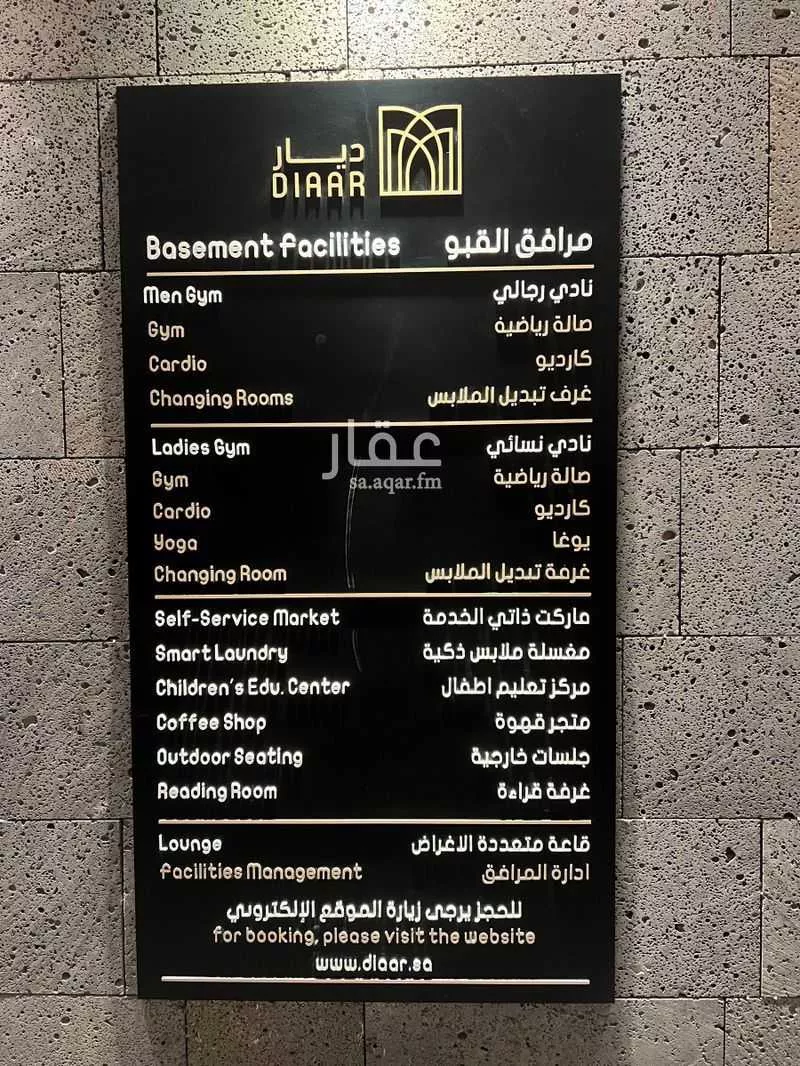 ديار
DIAAR
Basement Facilities مرافق القبو
Men Gym نادي رجالي
Gym صالة رياضية
Cardio كارديو
Changing Rooms غرف تبديل الملابس
Ladies Gym نادي نسائي
عقار
Gym صالة رياضية
sa.aqar.fm
Cardio كارديو
Yoga يوغا
Changing Room غرفة تبديل الملابس
Self-Service Market ماركت ذاتي الخدمة
Smart Laundry مغسلة ملابس ذكية
Children's Edu. Center مركز تعليم اطفال
Coffee Shop متجر قهوة
Outdoor Seating جلسات خارجية
Reading Room غرفة قراءة
Lounge قاعة متعددة الاغراض
Facilities Management ادارة المرافق
للحجز يرجى زيارة الموقع الإلكتروني
for booking, please visit the website
www.diaar.sa